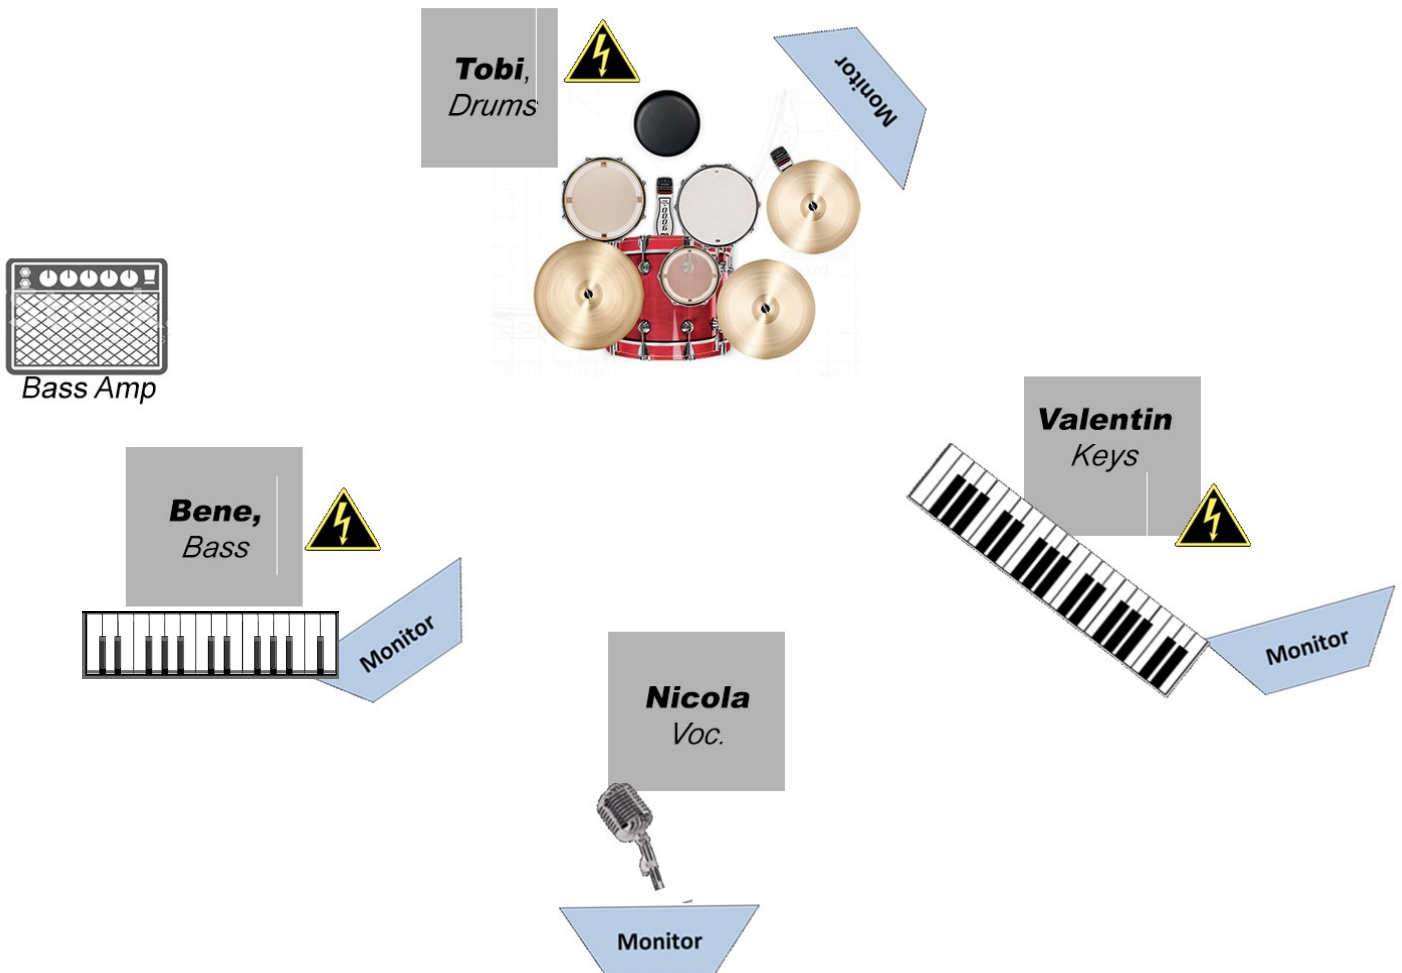 Tobi,
Drums
Monitor
Bass Amp
Valentin
Keys
Bene,
Bass
Monitor
Monitor
Nicola
Voc.
Monitor